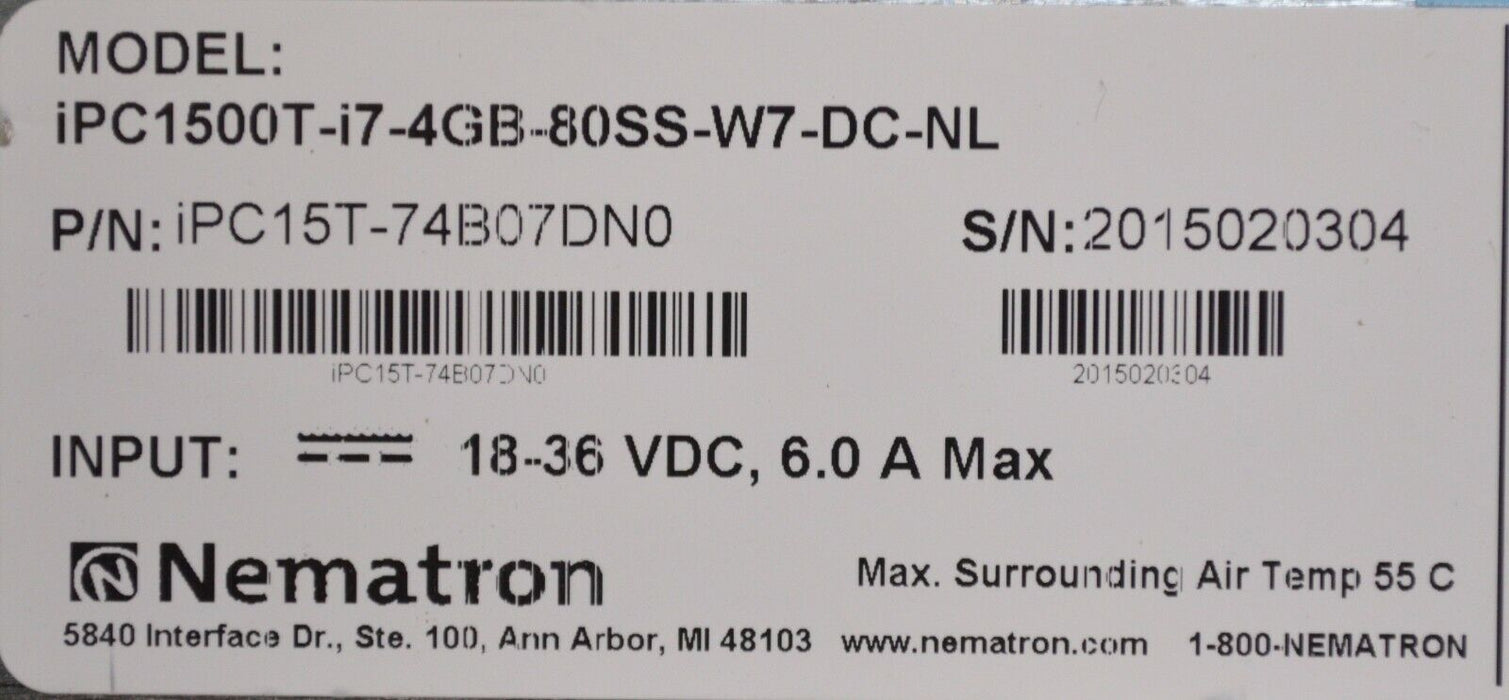 MODEL:
iPC1500T-i7-4GB-80SS-W7-DC-NL
P/N: iPC15T-74B07DN0 S/N: 2015020304
iPC15T-74B07DN0 2015020304
INPUT: 18-36 VDC, 6.0 A Max
Nematron Max. Surrounding Air Temp 55 C
5840 Interface Dr., Ste. 100, Ann Arbor, MI 48103 www.nematron.com 1-800-NEMATRON